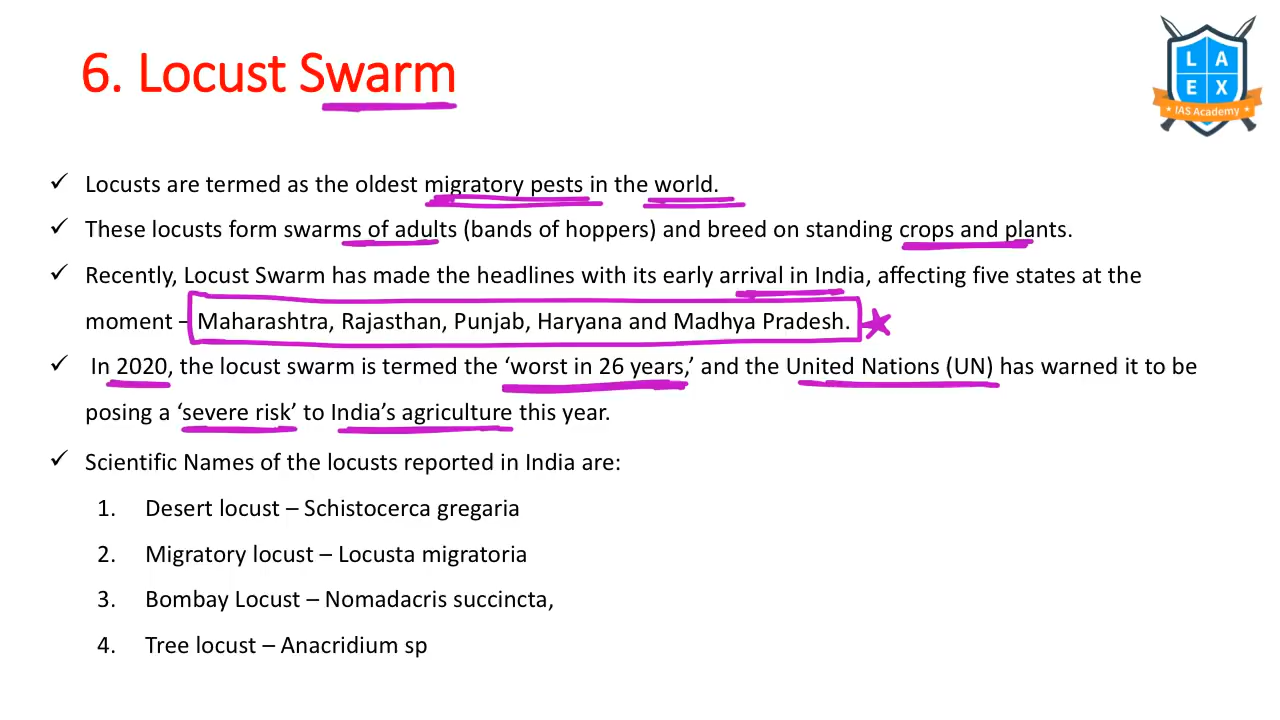 6. Locust Swarm
L A
E X
IAS Academy
✓ Locusts are termed as the oldest migratory pests in the world.
✓ These locusts form swarms of adults (bands of hoppers) and breed on standing crops and plants.
✓ Recently, Locust Swarm has made the headlines with its early arrival in India, affecting five states at the
moment – Maharashtra, Rajasthan, Punjab, Haryana and Madhya Pradesh.
✓ In 2020, the locust swarm is termed the ‘worst in 26 years,’ and the United Nations (UN) has warned it to be
posing a ‘severe risk’ to India’s agriculture this year.
✓ Scientific Names of the locusts reported in India are:
1. Desert locust – Schistocerca gregaria
2. Migratory locust – Locusta migratoria
3. Bombay Locust – Nomadacris succincta,
4. Tree locust – Anacridium sp